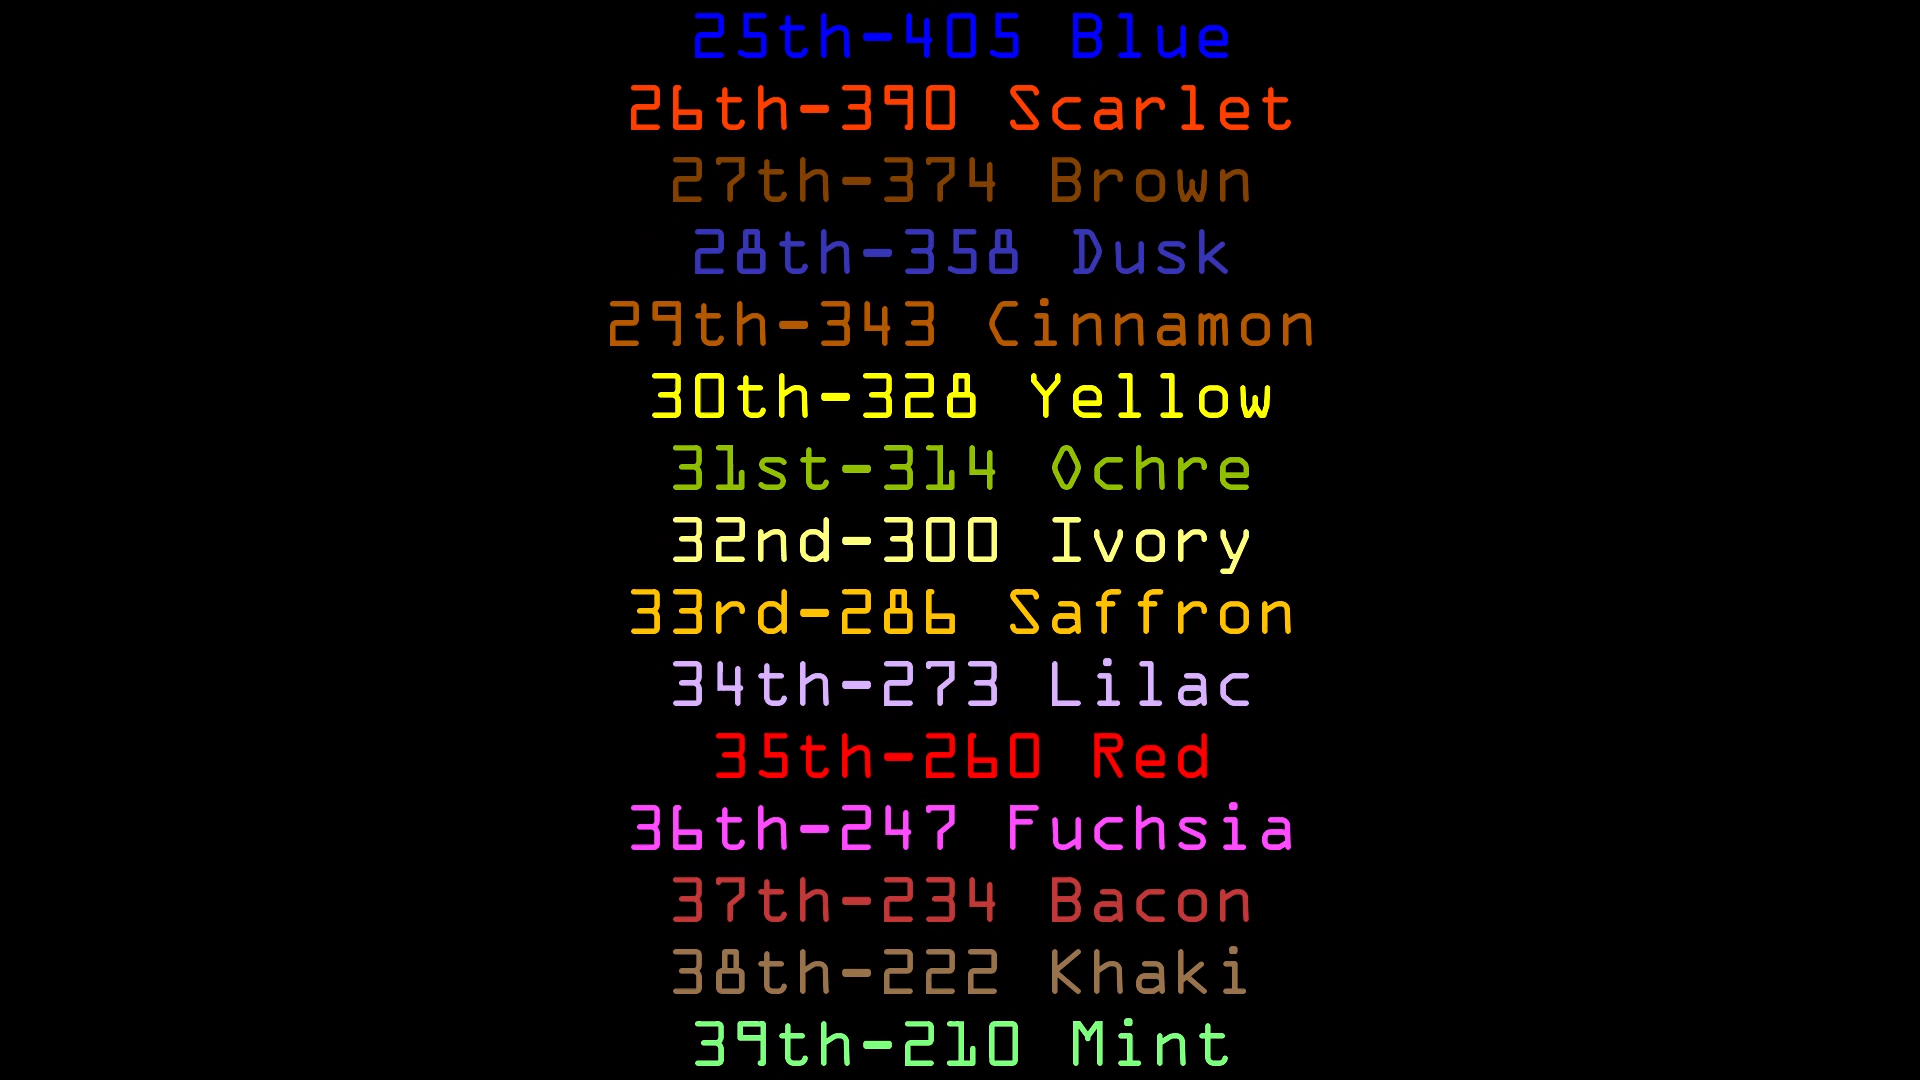 25th-405 Blue
26th-390 Scarlet
27th-374 Brown
28th-358 Dusk
29th-343 Cinnamon
30th-328 Yellow
31st-314 Ochre
32nd-300 Ivory
33rd-286 Saffron
34th-273 Lilac
35th-260 Red
36th-247 Fuchsia
37th-234 Bacon
38th-222 Khaki
39th-210 Mint